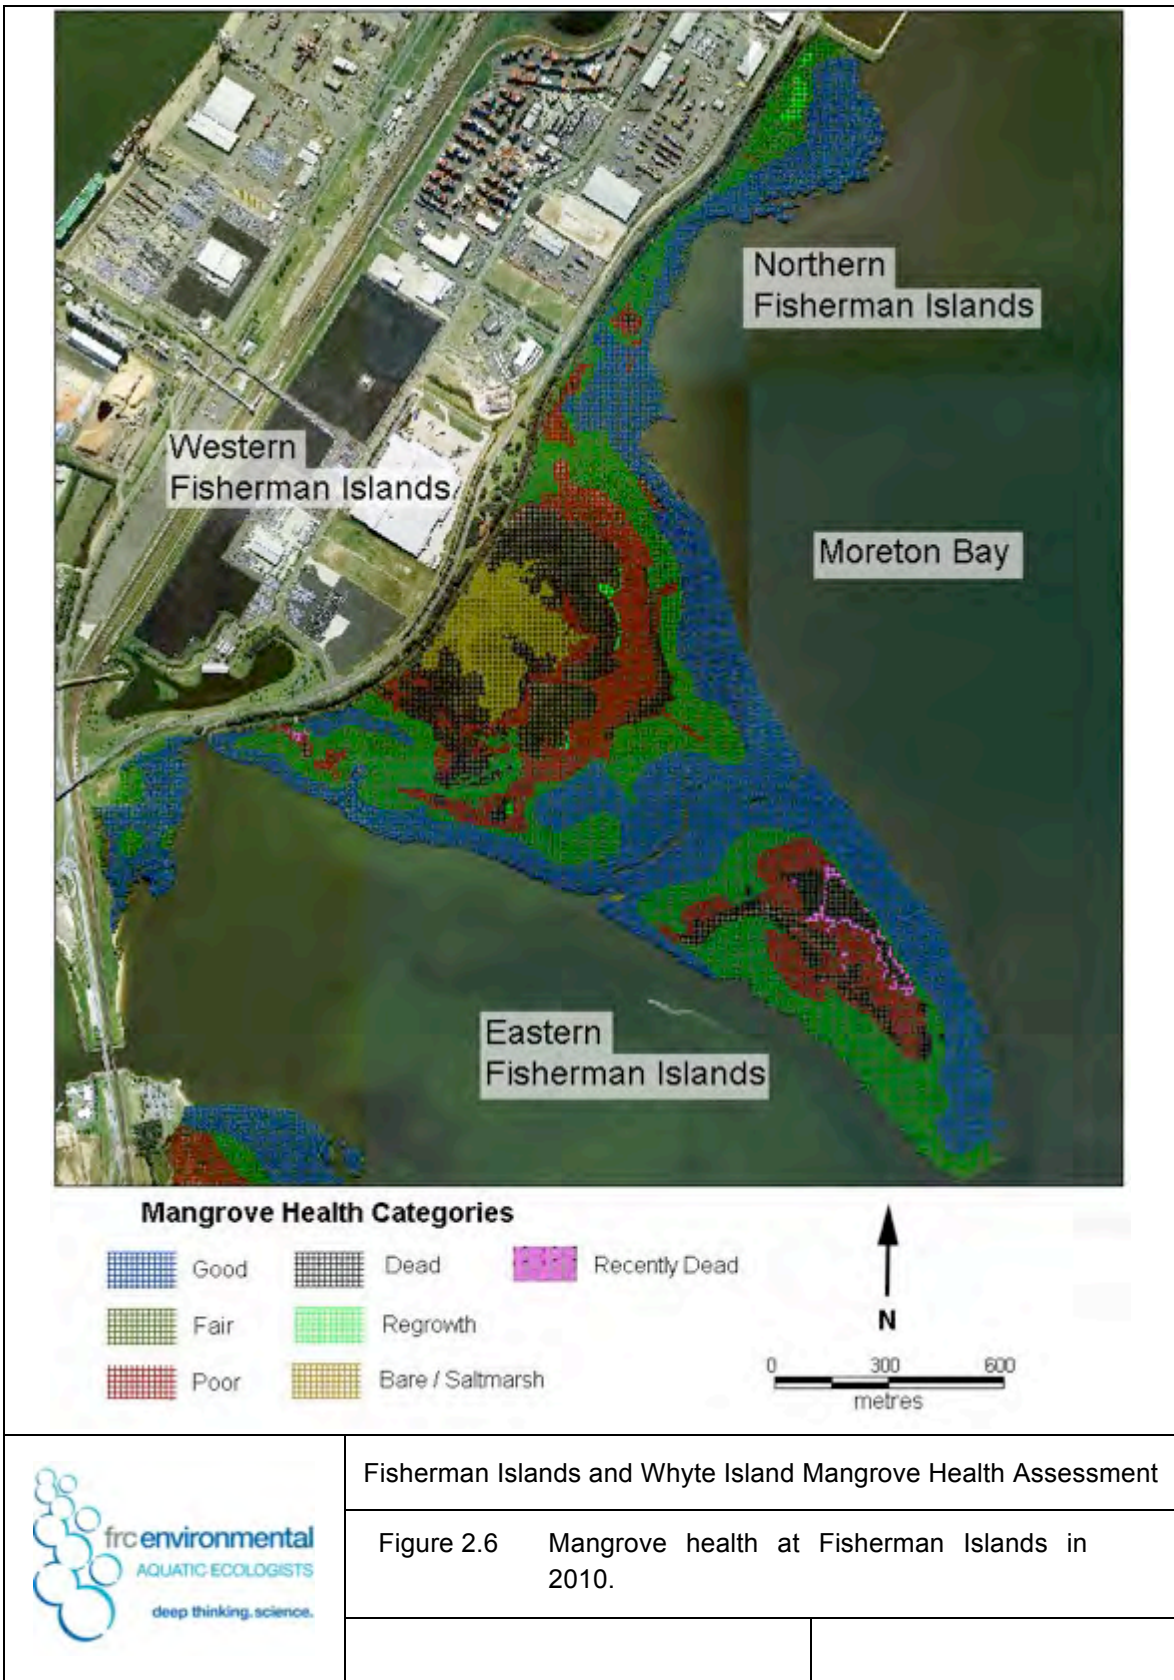 Northern
Fisherman Islands
Western
Fisherman Islands
Moreton Bay
Eastern
Fisherman Islands
Mangrove Health Categories
Good
Dead
Recently Dead
Fair
Regrowth
Poor
Bare / Saltmarsh
N
0 300 600
metres
frc environmental
AQUATIC ECOLOGISTS
deep thinking. science.
Fisherman Islands and Whyte Island Mangrove Health Assessment
Figure 2.6 Mangrove health at Fisherman Islands in
2010.